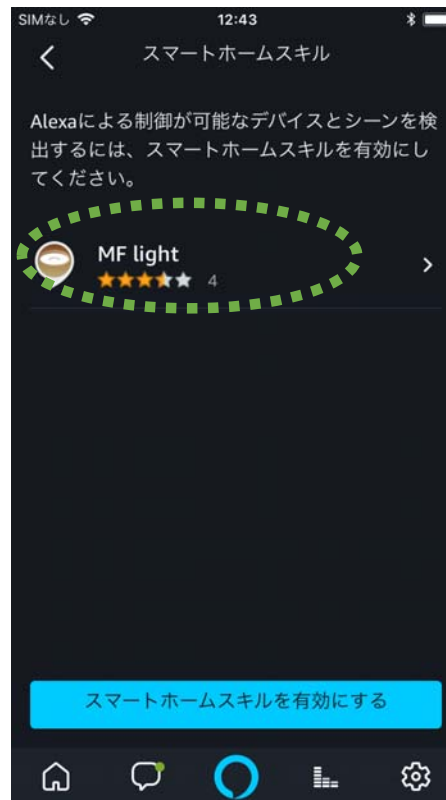 SIMなし 12:43
スマートホームスキル
Alexaによる制御が可能なデバイスとシーンを検
出するには、スマートホームスキルを有効にし
てください。
MF light
4
スマートホームスキルを有効にする